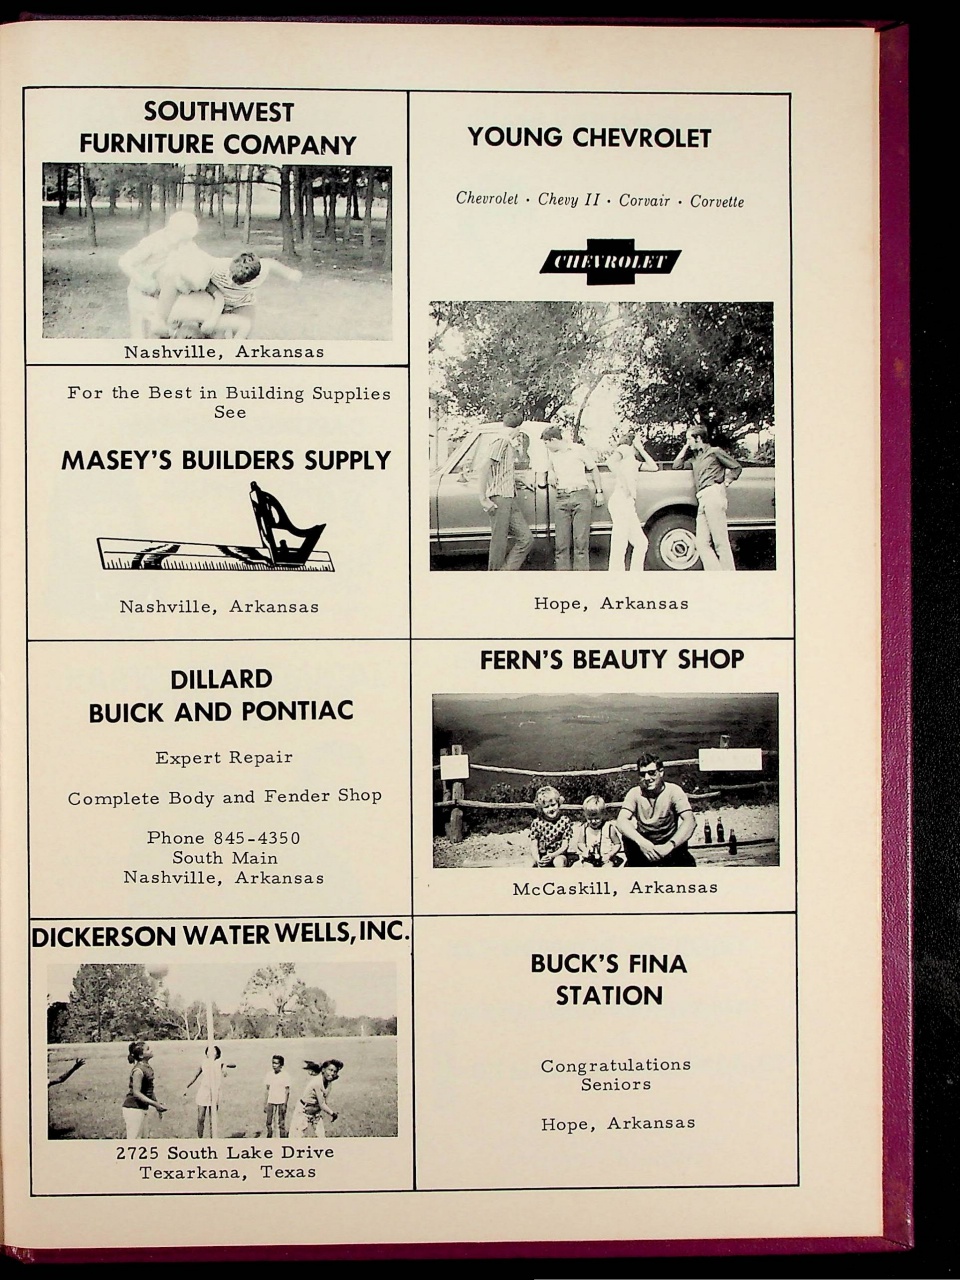 SOUTHWEST
FURNITURE COMPANY
Nashville, Arkansas
For the Best in Building Supplies
See
MASEY'S BUILDERS SUPPLY
Nashville, Arkansas
DILLARD
BUICK AND PONTIAC
Expert Repair
Complete Body and Fender Shop
Phone 845-4350
South Main
Nashville, Arkansas
DICKERSON WATER WELLS, INC.
2725 South Lake Drive
Texarkana, Texas
YOUNG CHEVROLET
Chevrolet · Chevy II · Corvair · Corvette
CHEVROLET
Hope, Arkansas
FERN'S BEAUTY SHOP
McCaskill, Arkansas
BUCK'S FINA
STATION
Congratulations
Seniors
Hope, Arkansas